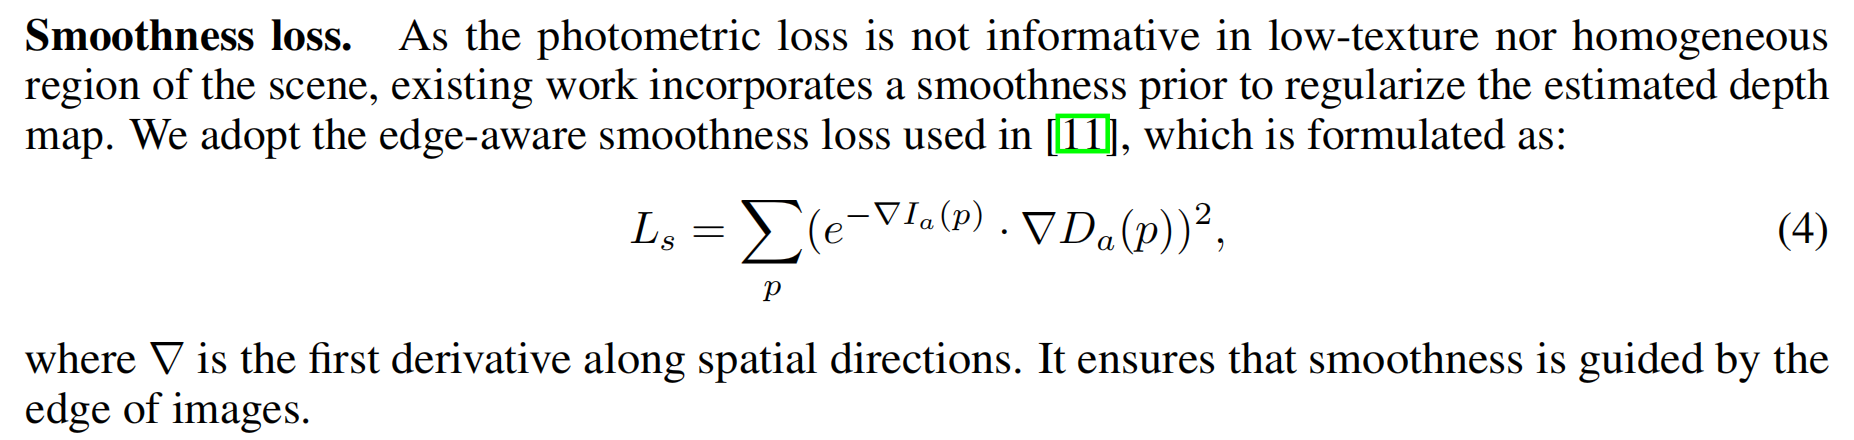 Smoothness loss. As the photometric loss is not informative in low-texture nor homogeneous
region of the scene, existing work incorporates a smoothness prior to regularize the estimated depth
map. We adopt the edge-aware smoothness loss used in [11], which is formulated as:
L_s = \sum_p (e^{-\nabla I_a(p)} \cdot \nabla D_a(p))^2, (4)
where ∇ is the first derivative along spatial directions. It ensures that smoothness is guided by the
edge of images.